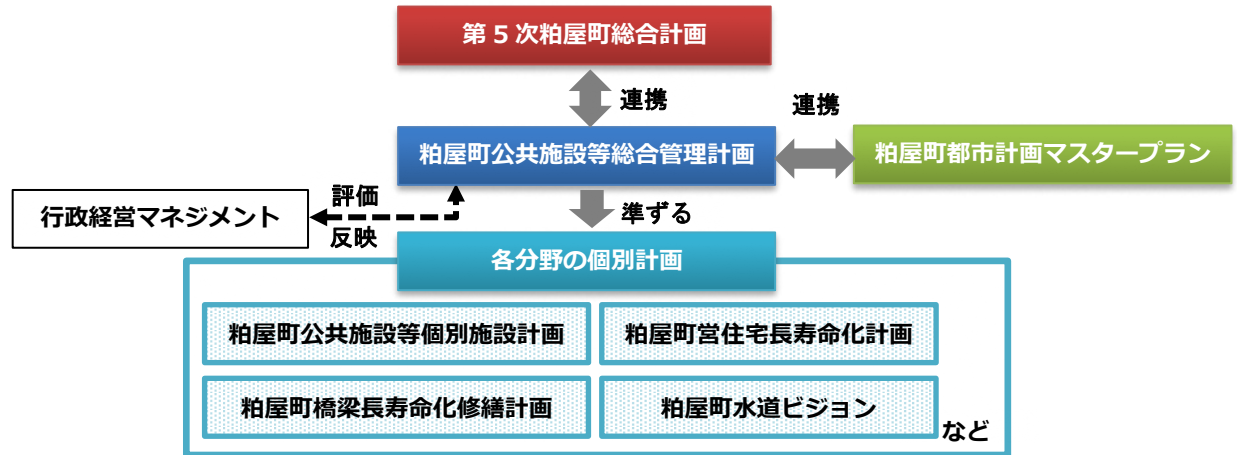 第５次粕屋町総合計画
連携
連携
粕屋町公共施設等総合管理計画
粕屋町都市計画マスタープラン
評価
行政経営マネジメント
反映
準ずる
各分野の個別計画
粕屋町公共施設等個別施設計画
粕屋町営住宅長寿命化計画
粕屋町橋梁長寿命化修繕計画
粕屋町水道ビジョン
など